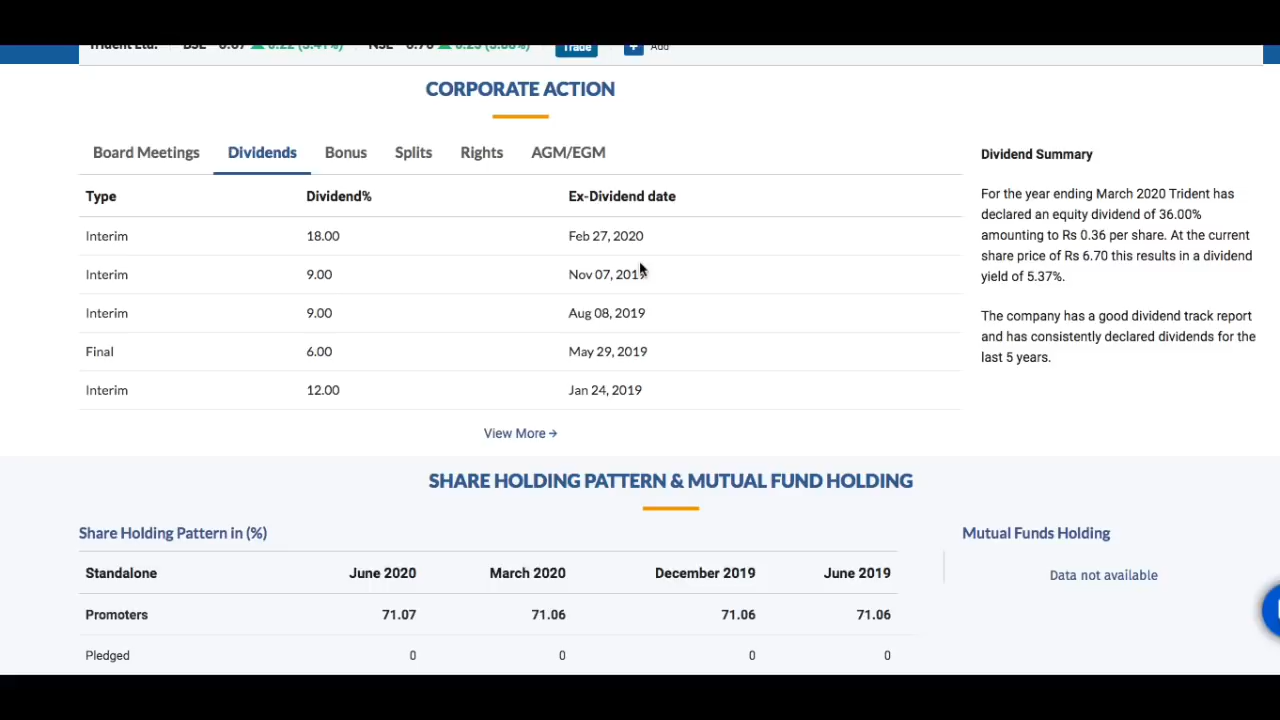 Trident Ltd. BSE
Trade Add
CORPORATE ACTION
Board Meetings Dividends Bonus Splits Rights AGM/EGM
Type Dividend% Ex-Dividend date
Interim 18.00 Feb 27, 2020
Interim 9.00 Nov 07, 2019
Interim 9.00 Aug 08, 2019
Final 6.00 May 29, 2019
Interim 12.00 Jan 24, 2019
View More →
Dividend Summary
For the year ending March 2020 Trident has
declared an equity dividend of 36.00%
amounting to Rs 0.36 per share. At the current
share price of Rs 6.70 this results in a dividend
yield of 5.37%.
The company has a good dividend track report
and has consistently declared dividends for the
last 5 years.
SHARE HOLDING PATTERN & MUTUAL FUND HOLDING
Share Holding Pattern in (%)
Standalone June 2020 March 2020 December 2019 June 2019
Promoters 71.07 71.06 71.06 71.06
Pledged 0 0 0 0
Mutual Funds Holding
Data not available